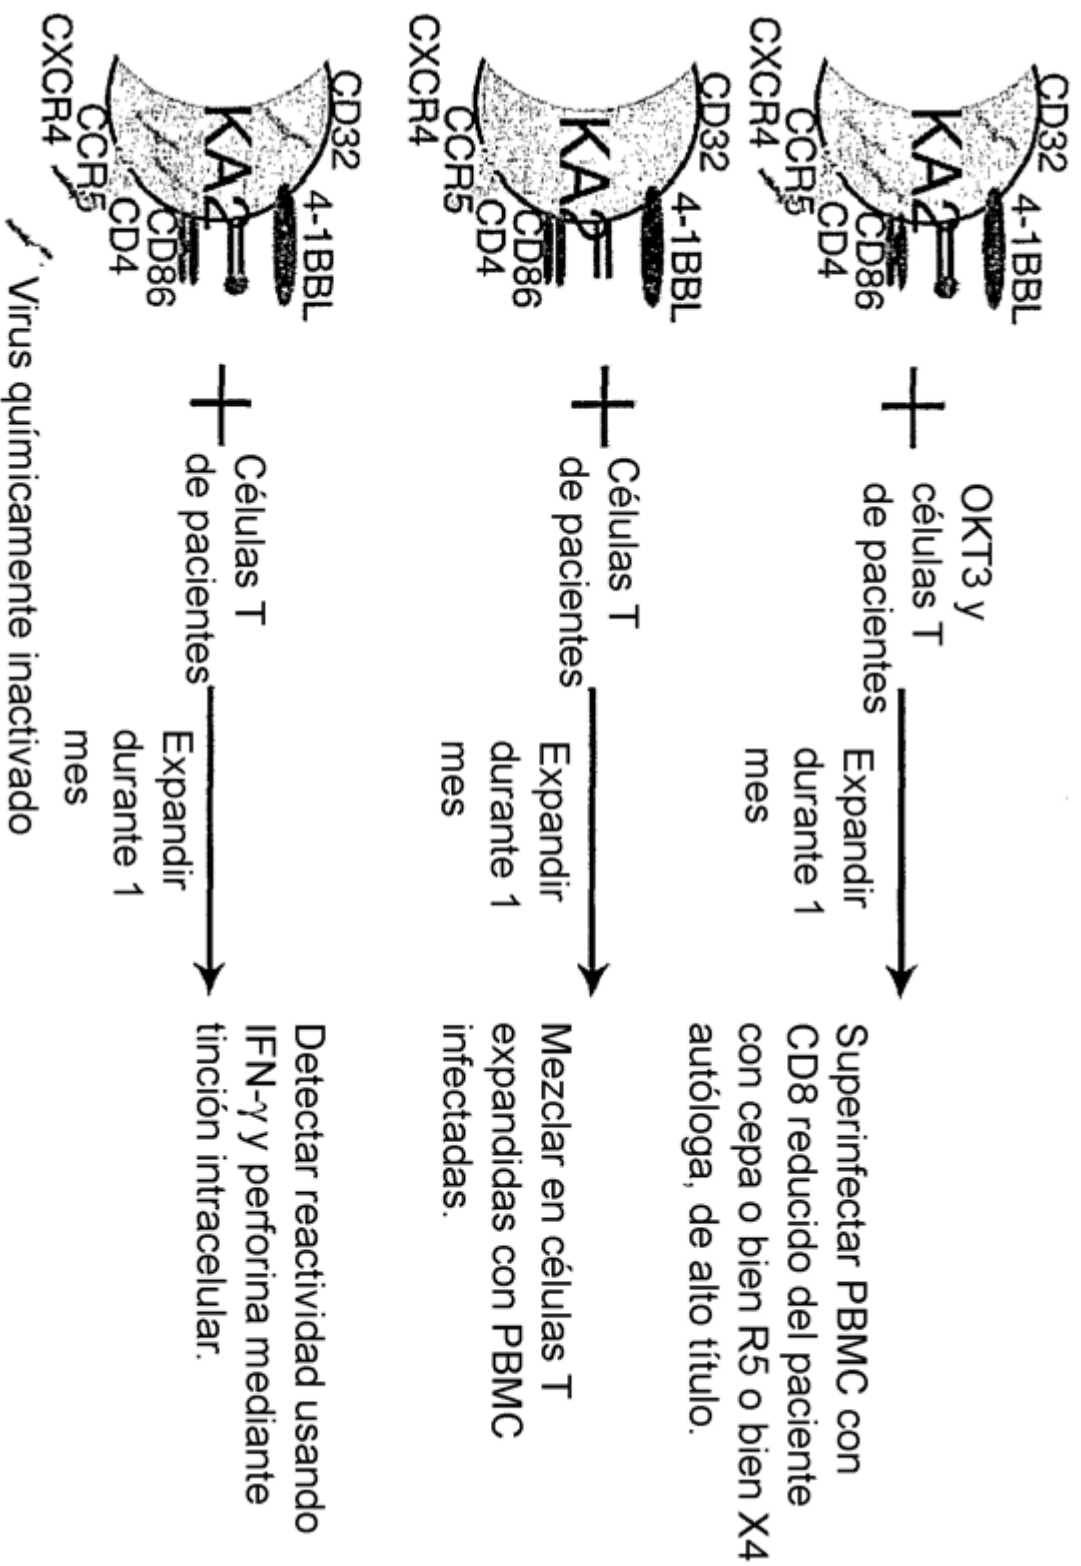 CD32
4-1BBL
KA2
CD86
CD4
CCR5
CXCR4
+
OKT3 y
células T
de pacientes
Expandir
durante 1
mes
Superinfectar PBMC con
CD8 reducido del paciente
con cepa o bien R5 o bien X4
autóloga, de alto título.
CD32
4-1BBL
KA2
CD86
CD4
CCR5
CXCR4
+
Células T
de pacientes
Expandir
durante 1
mes
Mezclar en células T
expandidas con PBMC
infectadas.
CD32
4-1BBL
KA2
CD86
CD4
CCR5
CXCR4
+
Células T
de pacientes
Expandir
durante 1
mes
Detectar reactividad usando
IFN-γ y perforina mediante
tinción intracelular.
Virus químicamente inactivado